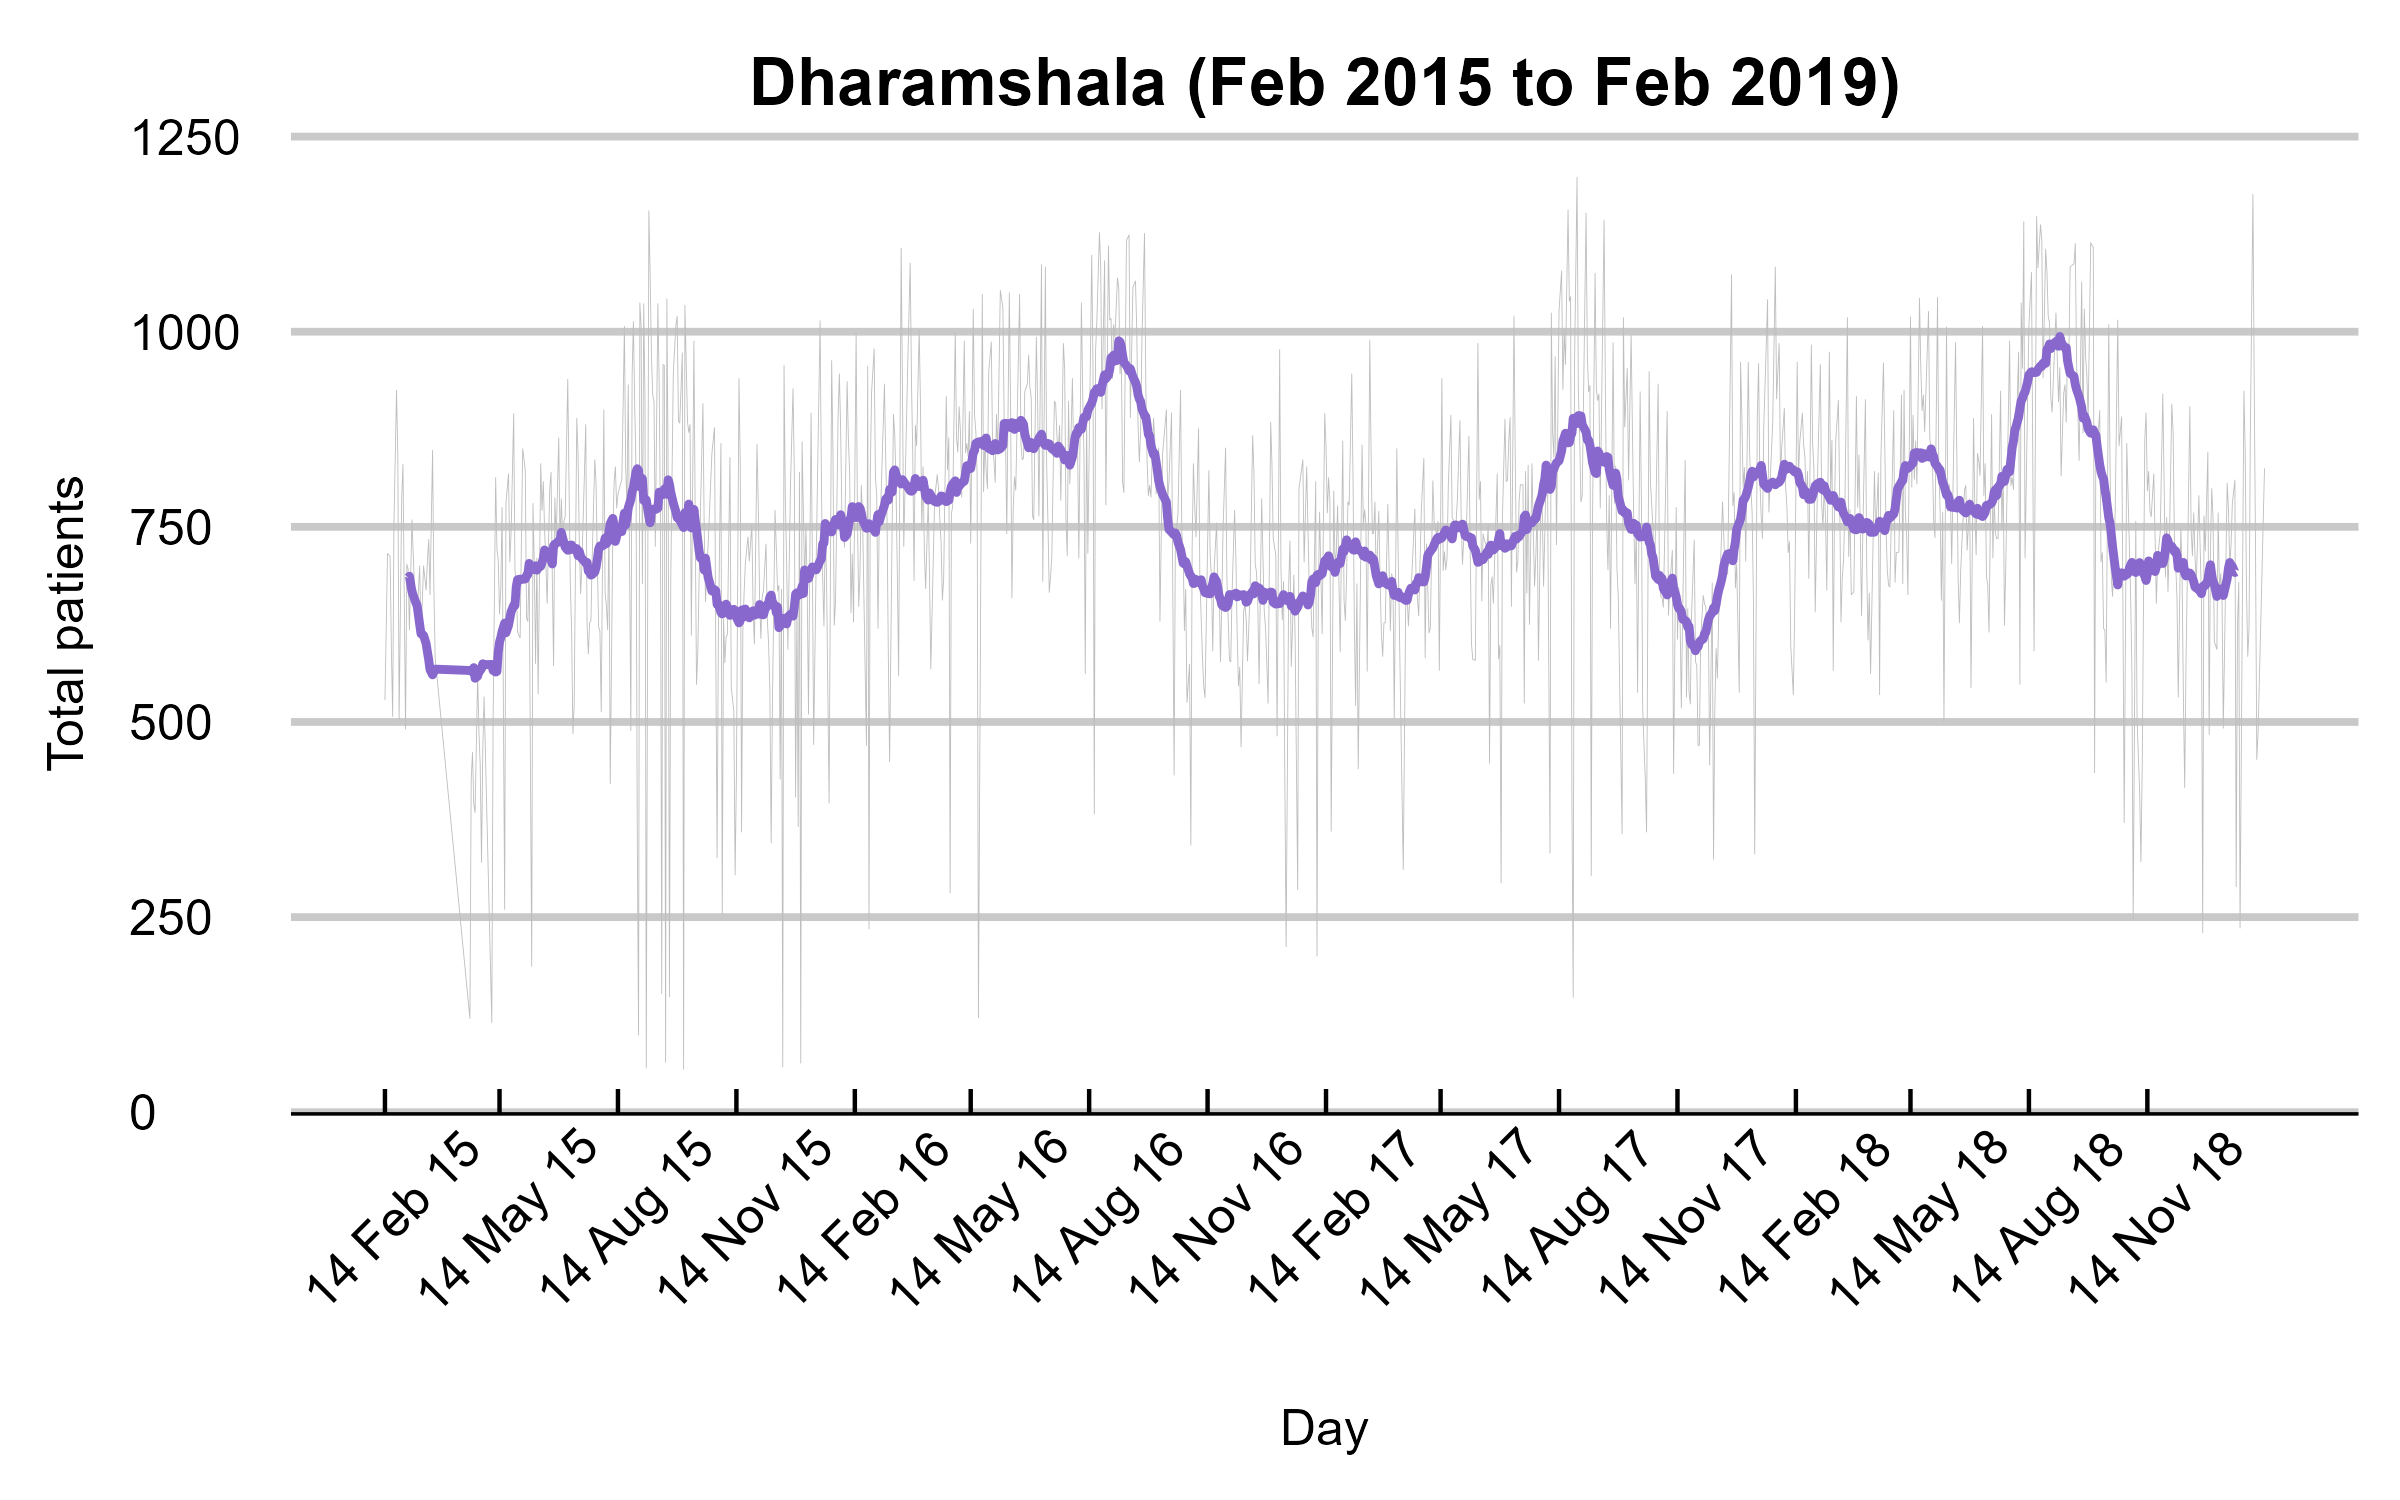 Dharamshala (Feb 2015 to Feb 2019)
1250
1000
750
500
250
0
Total patients
14 Feb 15
14 May 15
14 Aug 15
14 Nov 15
14 Feb 16
14 May 16
14 Aug 16
14 Nov 16
14 Feb 17
14 May 17
14 Aug 17
14 Nov 17
14 Feb 18
14 May 18
14 Aug 18
14 Nov 18
Day